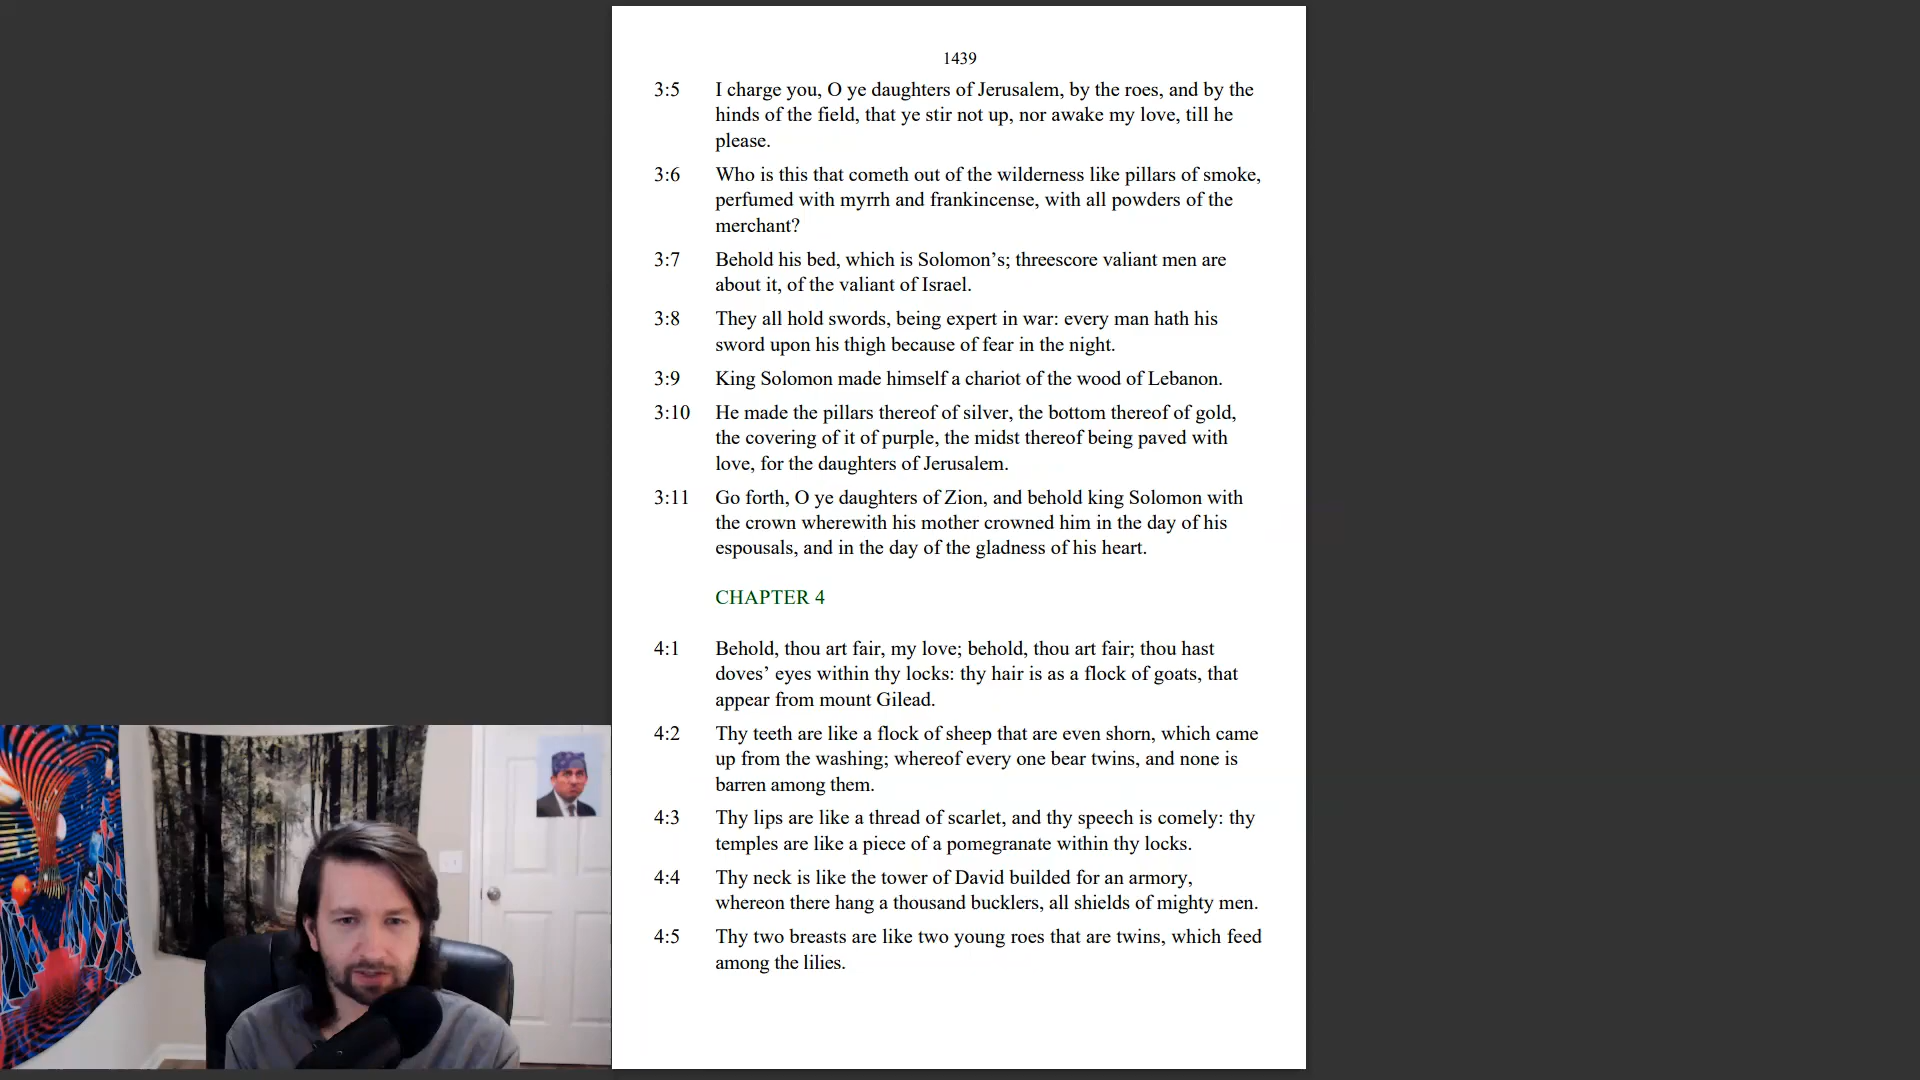 1439
3:5 I charge you, O ye daughters of Jerusalem, by the roes, and by the
hinds of the field, that ye stir not up, nor awake my love, till he
please.
3:6 Who is this that cometh out of the wilderness like pillars of smoke,
perfumed with myrrh and frankincense, with all powders of the
merchant?
3:7 Behold his bed, which is Solomon’s; threescore valiant men are
about it, of the valiant of Israel.
3:8 They all hold swords, being expert in war: every man hath his
sword upon his thigh because of fear in the night.
3:9 King Solomon made himself a chariot of the wood of Lebanon.
3:10 He made the pillars thereof of silver, the bottom thereof of gold,
the covering of it of purple, the midst thereof being paved with
love, for the daughters of Jerusalem.
3:11 Go forth, O ye daughters of Zion, and behold king Solomon with
the crown wherewith his mother crowned him in the day of his
espousals, and in the day of the gladness of his heart.
CHAPTER 4
4:1 Behold, thou art fair, my love; behold, thou art fair; thou hast
doves’ eyes within thy locks: thy hair is as a flock of goats, that
appear from mount Gilead.
4:2 Thy teeth are like a flock of sheep that are even shorn, which came
up from the washing; whereof every one bear twins, and none is
barren among them.
4:3 Thy lips are like a thread of scarlet, and thy speech is comely: thy
temples are like a piece of a pomegranate within thy locks.
4:4 Thy neck is like the tower of David builded for an armory,
whereon there hang a thousand bucklers, all shields of mighty men.
4:5 Thy two breasts are like two young roes that are twins, which feed
among the lilies.